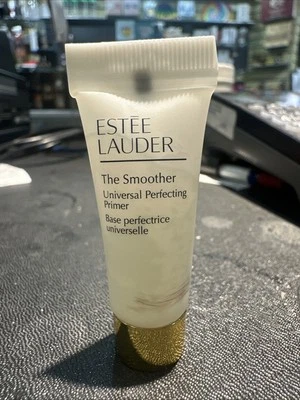 ESTĒE
LAUDER
The Smoother
Universal Perfecting
Primer
Base perfectrice
universelle